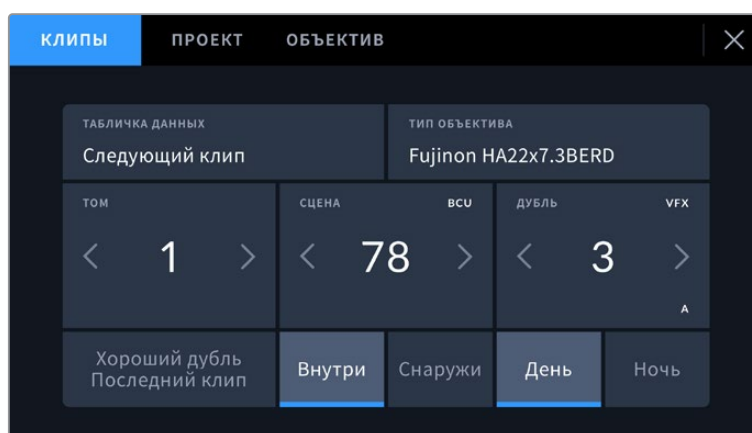 КЛИПЫ ПРОЕКТ ОБЪЕКТИВ
ТАБЛИЧКА ДАННЫХ ТИП ОБЪЕКТИВА
Следующий клип Fujinon HA22x7.3BERD
ТОМ СЦЕНА BCU ДУБЛЬ VFX
1 78 3
A
Хороший дубль
Последний клип
Внутри Снаружи День Ночь